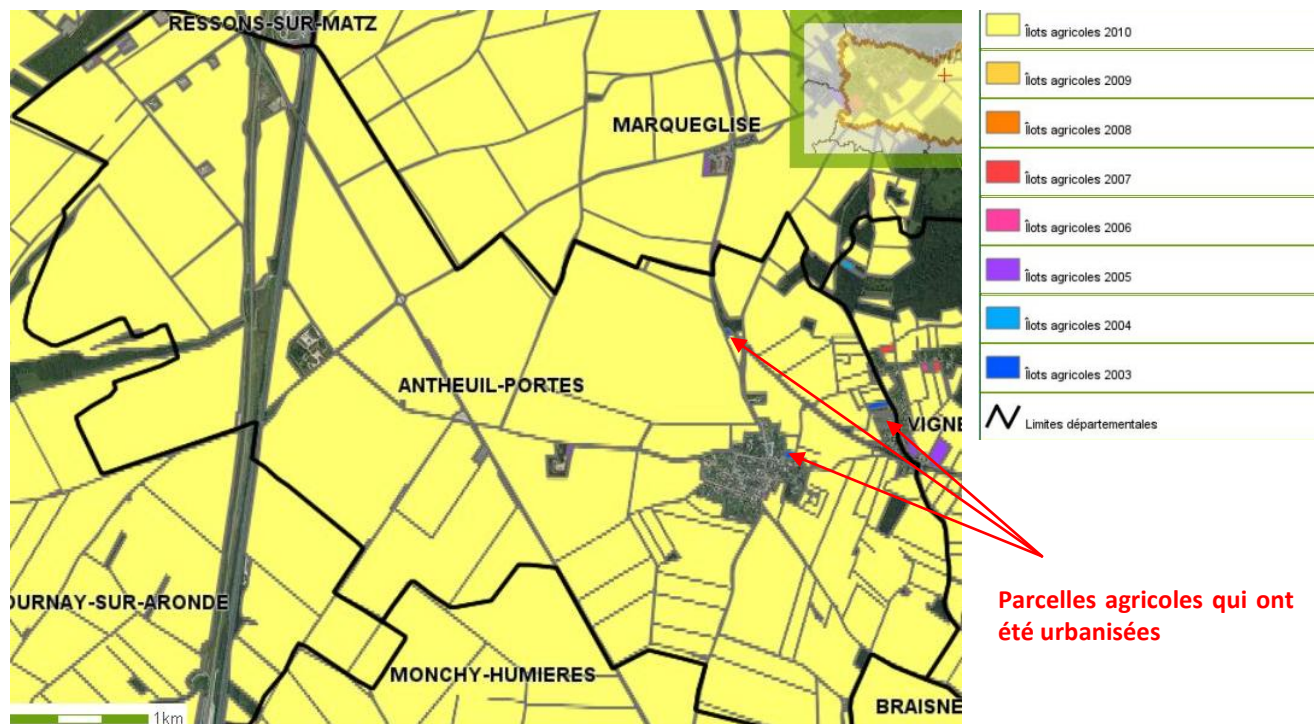 RESSONS-SUR-MATZ
MARQUEGLISE
ANTHEUIL-PORTES
VIGNE
OURNAY-SUR-ARONDE
MONCHY-HUMIERES
BRAISNE
1km
Îlots agricoles 2010
Îlots agricoles 2009
Îlots agricoles 2008
Îlots agricoles 2007
Îlots agricoles 2006
Îlots agricoles 2005
Îlots agricoles 2004
Îlots agricoles 2003
Limites départementales
Parcelles agricoles qui ont
été urbanisées